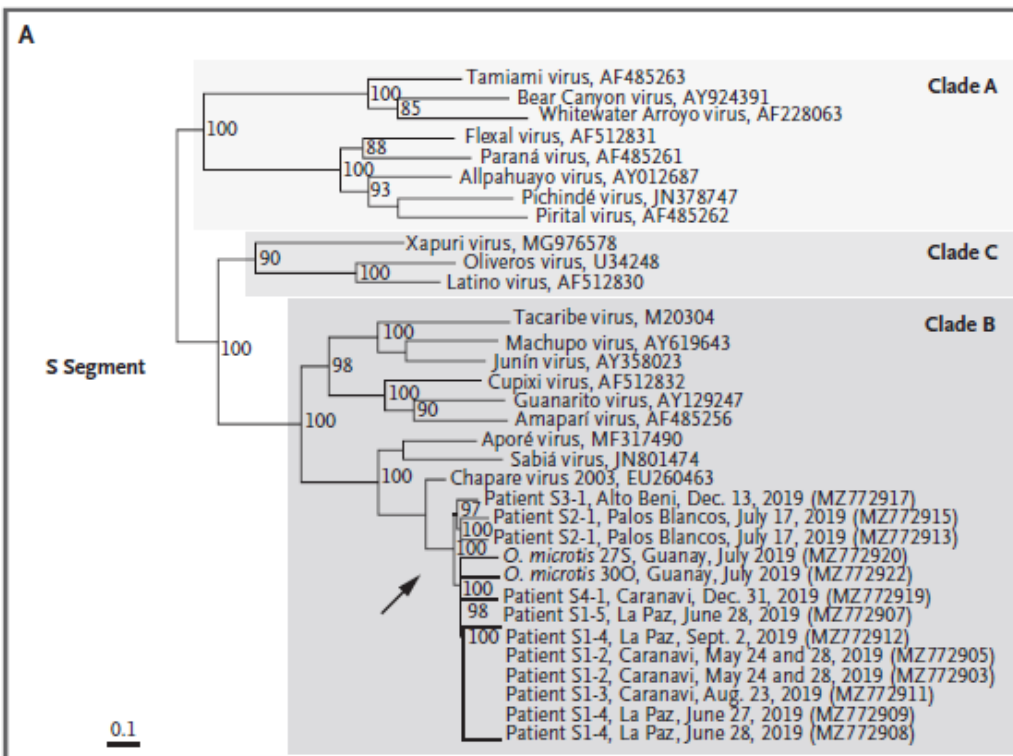 A
Tamiami virus, AF485263
Clade A
100
Bear Canyon virus, AY924391
85
Whitewater Arroyo virus, AF228063
100
Flexal virus, AF512831
88
Paraná virus, AF485261
100
Allpahuayo virus, AY012687
93
Pichindé virus, JN378747
Pirital virus, AF485262
Xapuri virus, MG976578
Clade C
90
Oliveros virus, U34248
100
Latino virus, AF512830
Tacaribe virus, M20304
Clade B
100
Machupo virus, AY619643
100
Junín virus, AY358023
S Segment
98
Cupixi virus, AF512832
100
Guanarito virus, AY129247
90
Amaparí virus, AF485256
100
Aporé virus, MF317490
Sabiá virus, JN801474
100
Chapare virus 2003, EU260463
Patient S3-1, Alto Beni, Dec. 13, 2019 (MZ772917)
97
Patient S2-1, Palos Blancos, July 17, 2019 (MZ772915)
100
Patient S2-1, Palos Blancos, July 17, 2019 (MZ772913)
100
O. microtis 27S, Guanay, July 2019 (MZ772920)
O. microtis 30O, Guanay, July 2019 (MZ772922)
100
Patient S4-1, Caranavi, Dec. 31, 2019 (MZ772919)
98
Patient S1-5, La Paz, June 28, 2019 (MZ772907)
100
Patient S1-4, La Paz, Sept. 2, 2019 (MZ772912)
Patient S1-2, Caranavi, May 24 and 28, 2019 (MZ772905)
Patient S1-2, Caranavi, May 24 and 28, 2019 (MZ772903)
Patient S1-3, Caranavi, Aug. 23, 2019 (MZ772911)
Patient S1-4, La Paz, June 27, 2019 (MZ772909)
Patient S1-4, La Paz, June 28, 2019 (MZ772908)
0.1